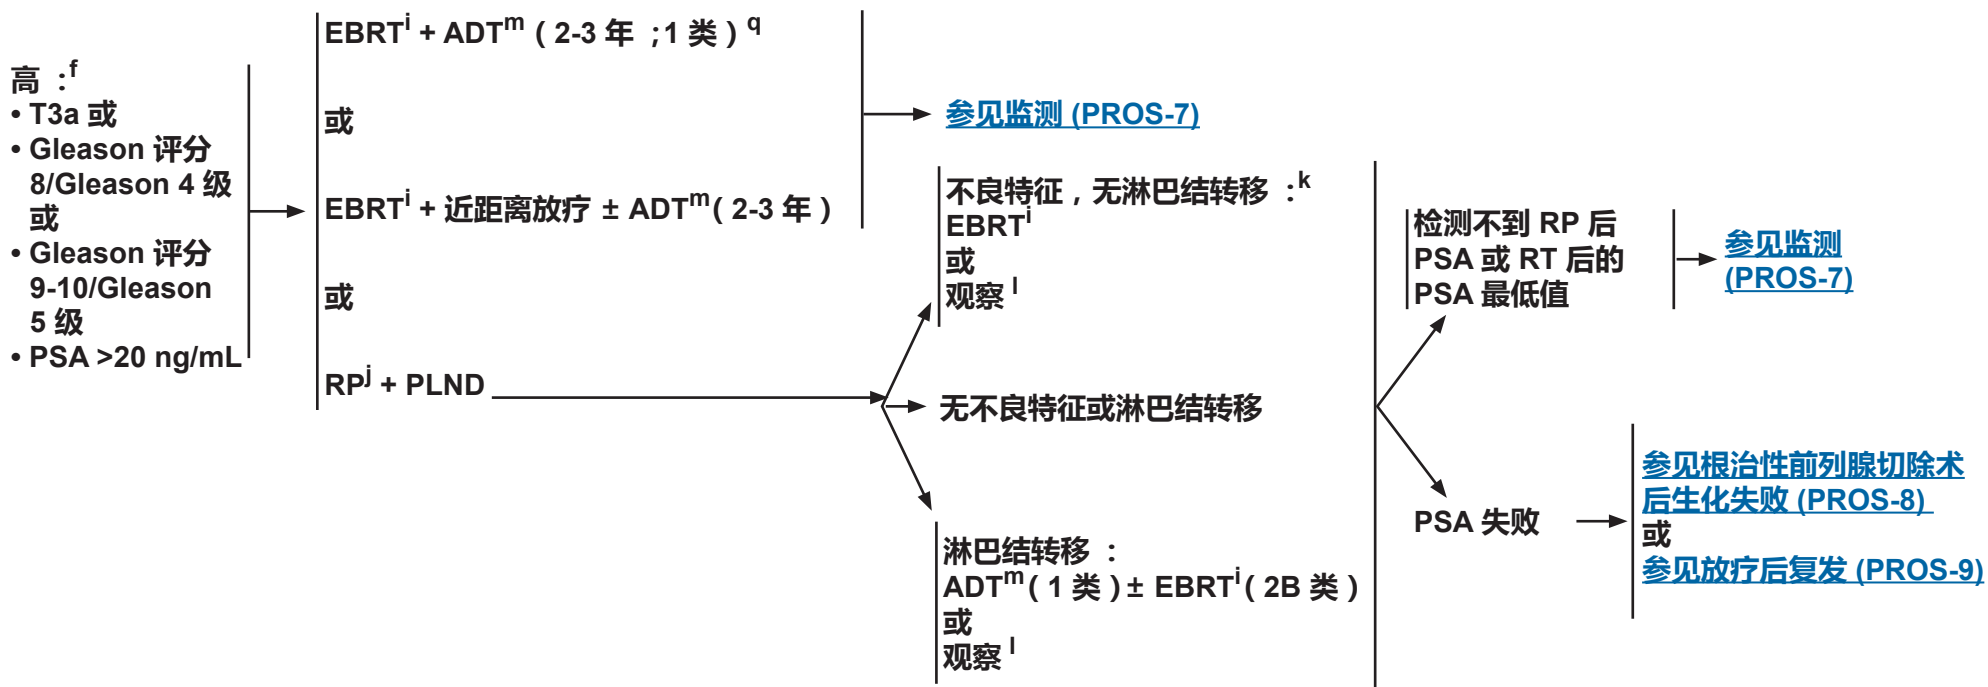 高：f
• T3a 或
• Gleason 评分
8/Gleason 4 级
或
• Gleason 评分
9-10/Gleason
5 级
• PSA >20 ng/mL
EBRTi + ADTm（2-3 年；1 类）q
或
EBRTi + 近距离放疗 ± ADTm（2-3 年）
或
RPj + PLND
参见监测 (PROS-7)
不良特征，无淋巴结转移：k
EBRTi
或
观察 l
无不良特征或淋巴结转移
淋巴结转移：
ADTm（1 类）± EBRTi（2B 类）
或
观察 l
检测不到 RP 后
PSA 或 RT 后的
PSA 最低值
参见监测
(PROS-7)
PSA 失败
参见根治性前列腺切除术
后生化失败 (PROS-8)
或
参见放疗后复发 (PROS-9)